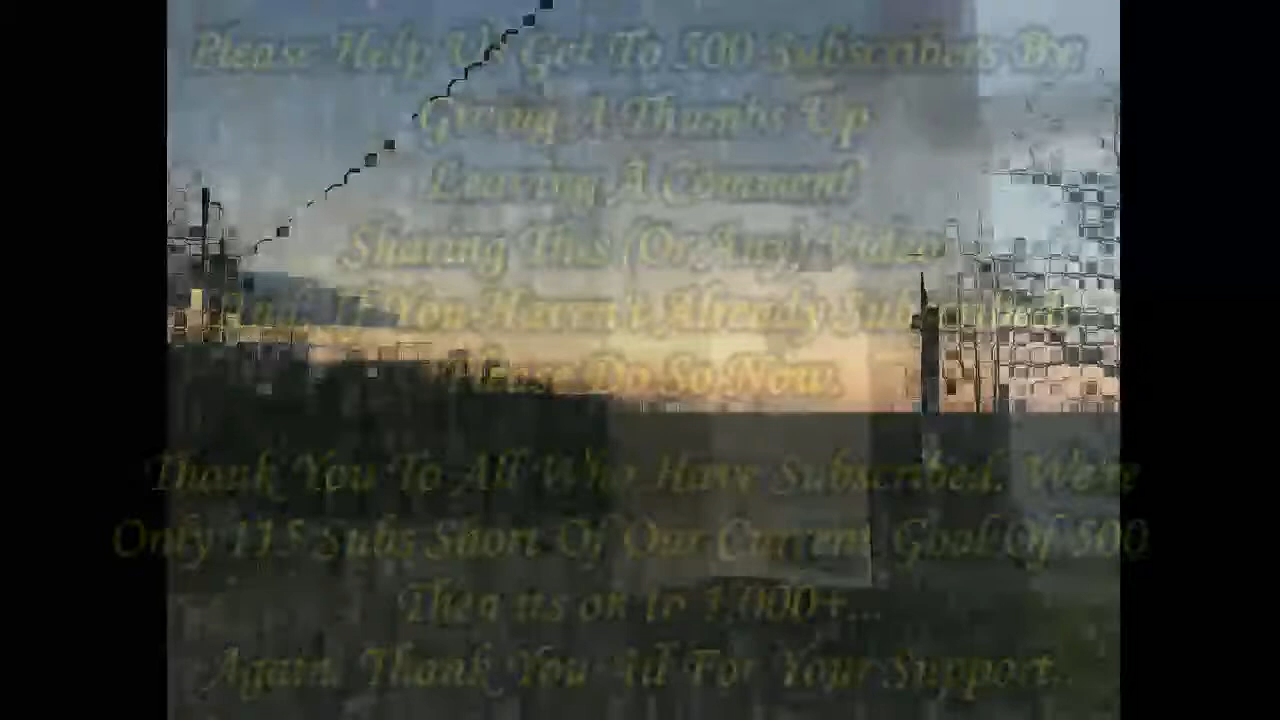 Please Help Us Get To 500 Subscribers By:
Giving A Thumbs Up
Leaving A Comment
Sharing This (Or Any) Video
And, If You Haven't Already Subscribed
Please Do So Now.
Thank You To All Who Have Subscribed. We're
Only 115 Subs Short Of Our Current Goal Of 500
Then its on to 1,000+...
Again, Thank You All For Your Support..